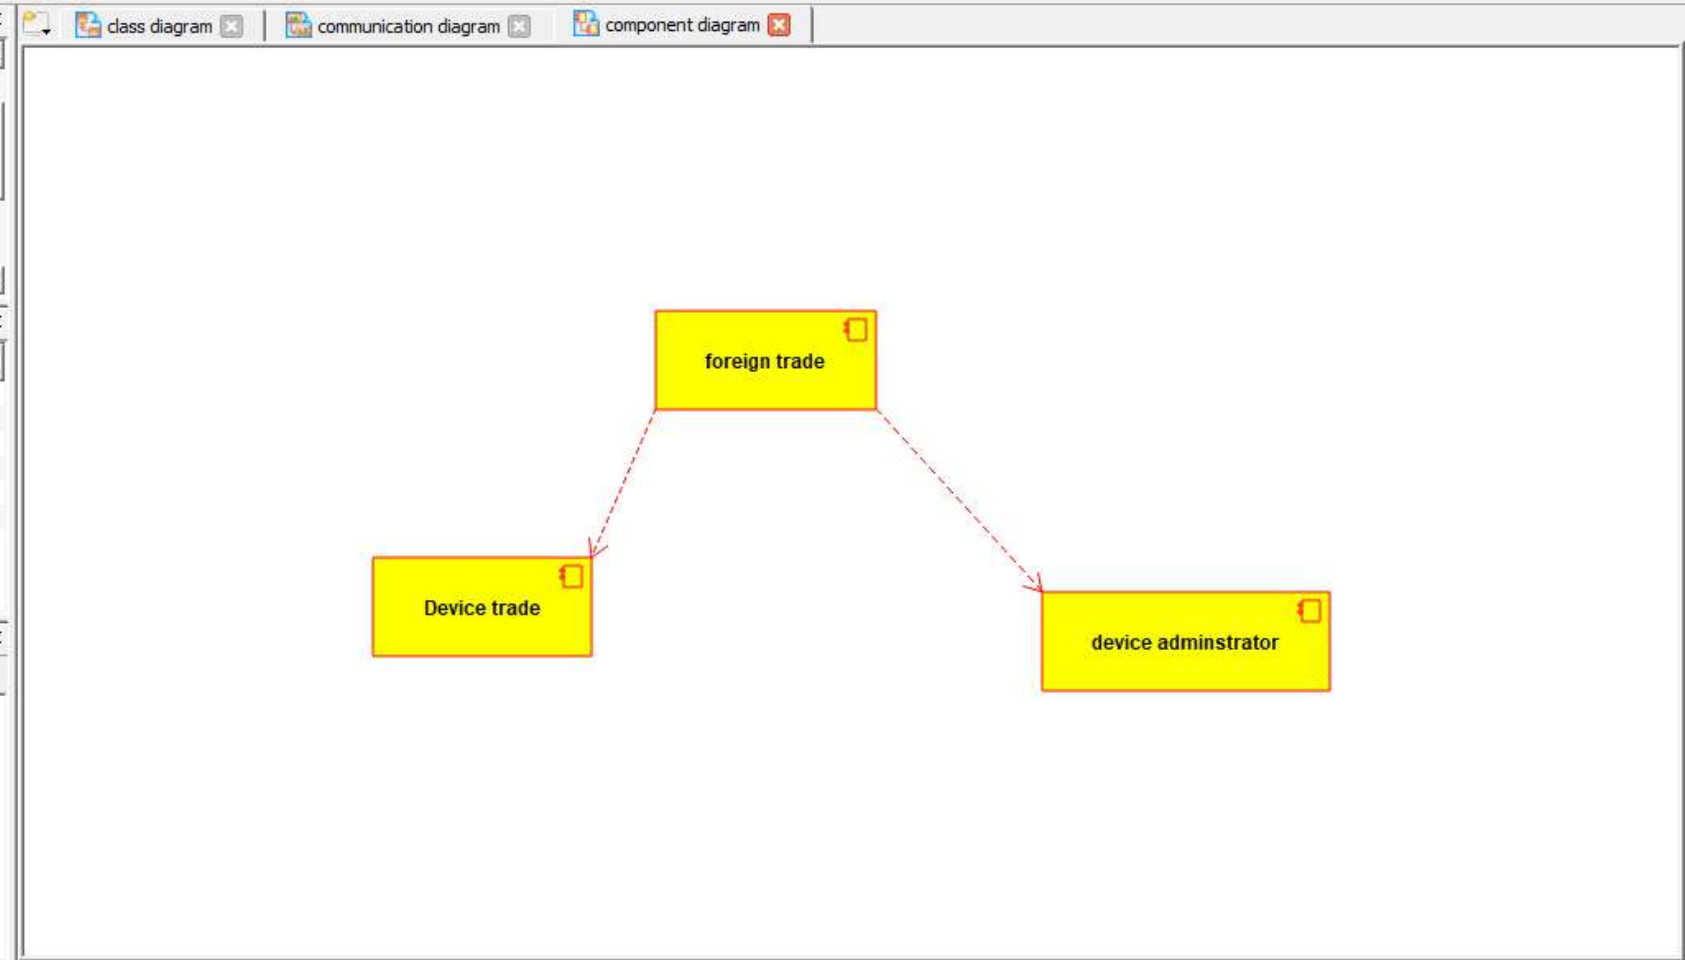 class diagram
communication diagram
component diagram
foreign trade
Device trade
device adminstrator